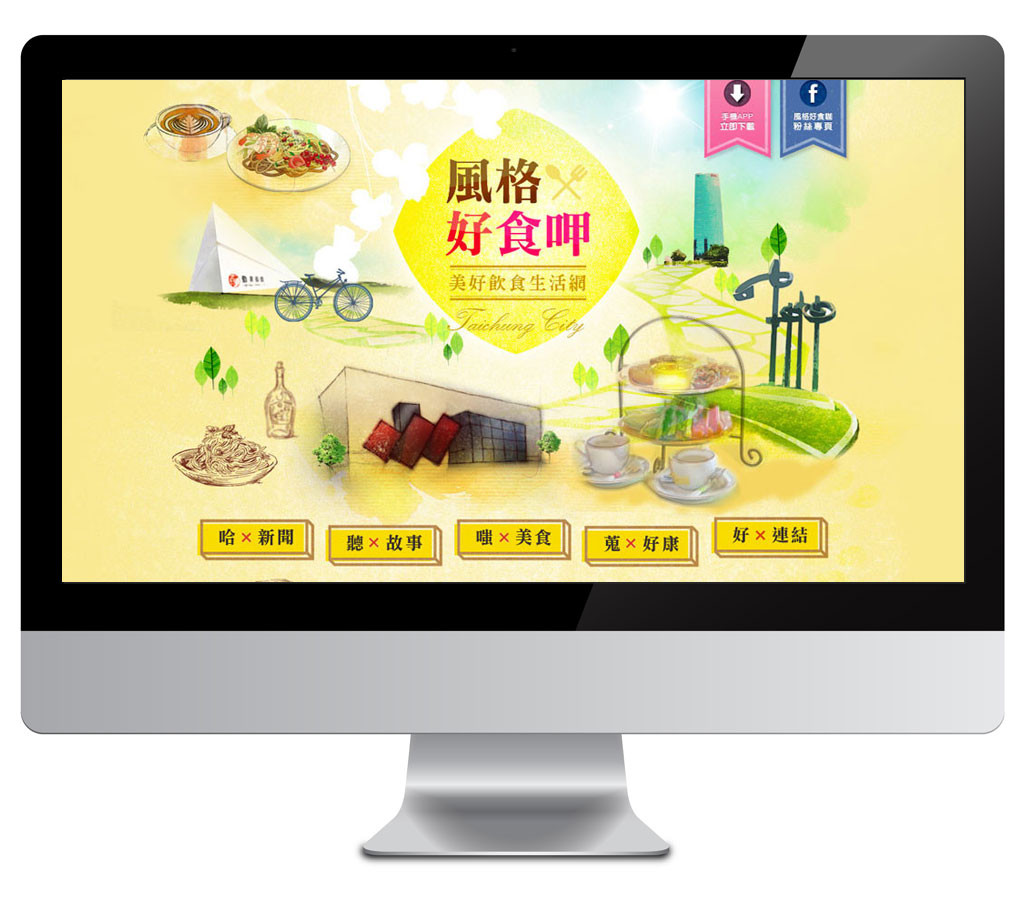 手機APP
立即下載
風格好食呷
粉絲專頁
風格
好食呷
美好飲食生活網
Taichung City
哈×新聞
聽×故事
嗤×美食
蒐×好康
好×連結